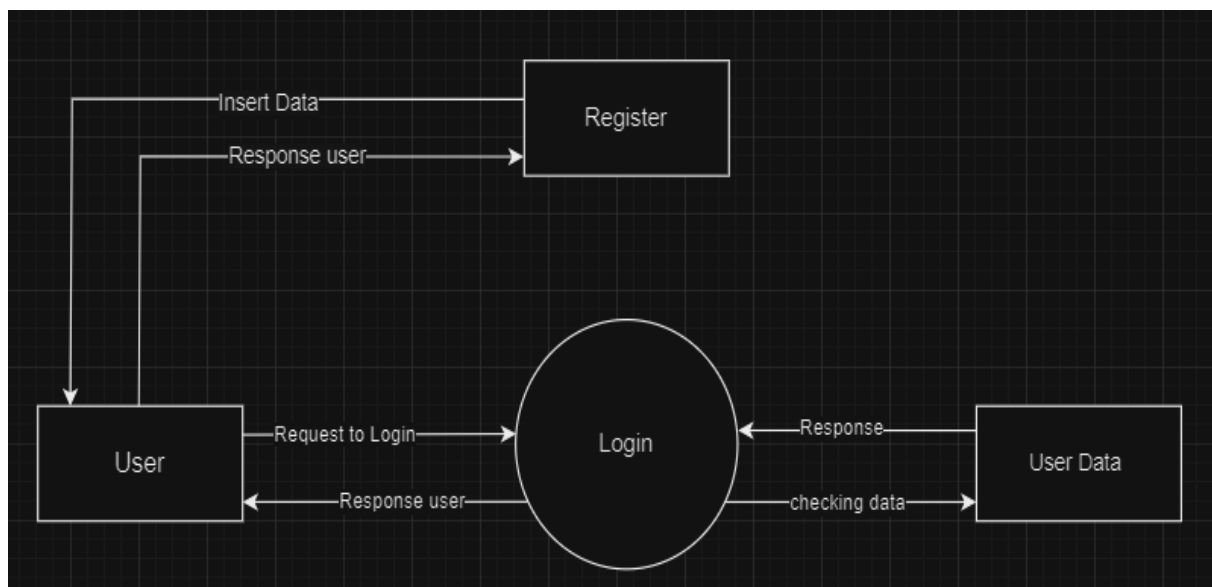 Insert Data
Register
Response user
Request to Login
Login
Response
User
User Data
Response user
checking data